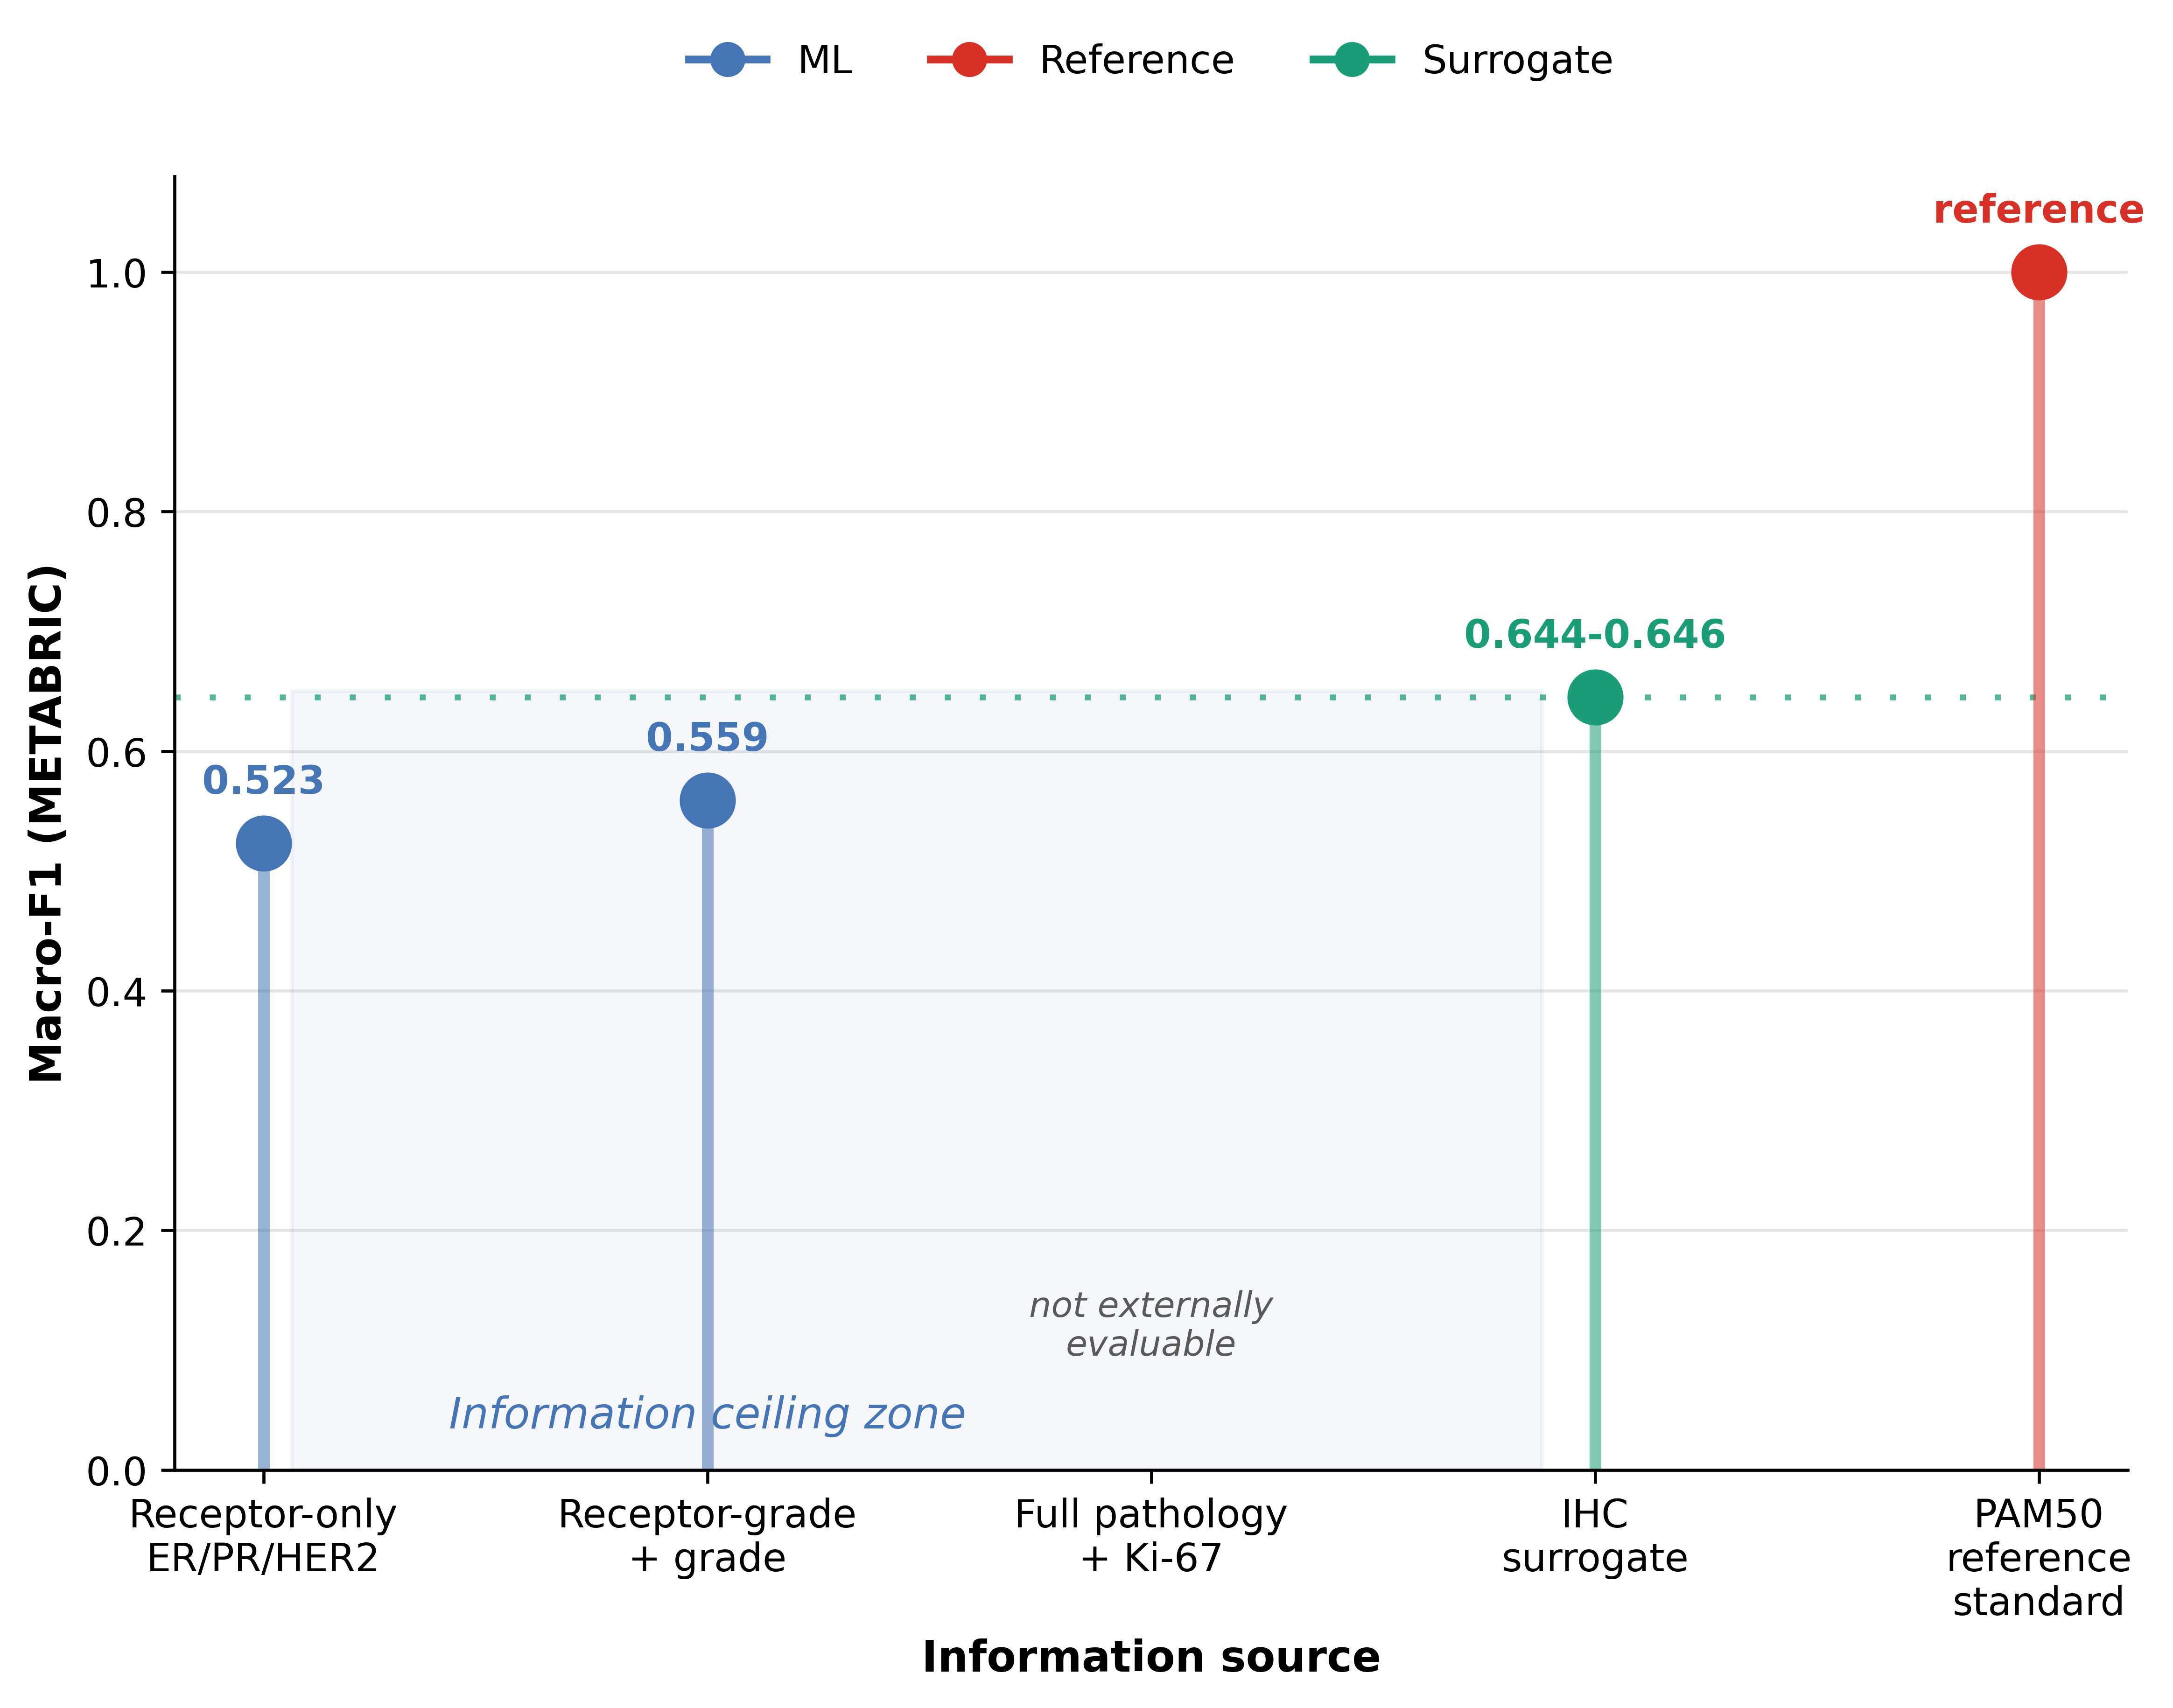 ML
Reference
Surrogate
Macro-F1 (METABRIC)
1.0
0.8
0.6
0.4
0.2
0.0
0.523
0.559
0.644-0.646
reference
not externally
evaluable
Information ceiling zone
Receptor-only
ER/PR/HER2
Receptor-grade
+ grade
Full pathology
+ Ki-67
IHC
surrogate
PAM50
reference
standard
Information source